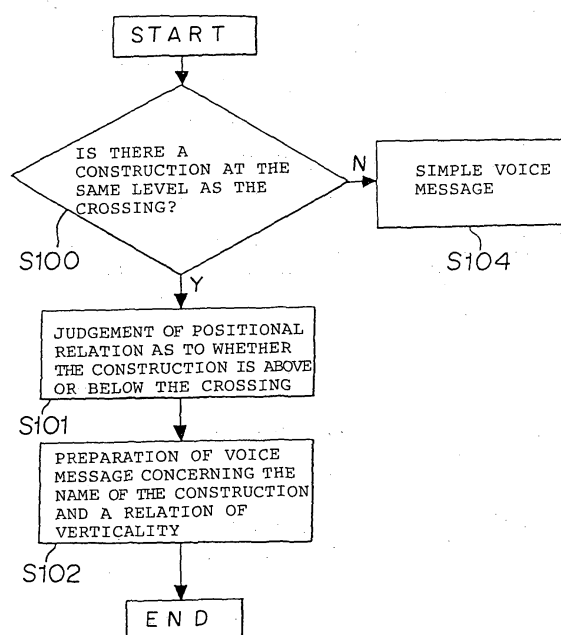 START
IS THERE A
CONSTRUCTION AT THE
SAME LEVEL AS THE
CROSSING?
N
SIMPLE VOICE
MESSAGE
S100
S104
Y
JUDGEMENT OF POSITIONAL
RELATION AS TO WHETHER
THE CONSTRUCTION IS ABOVE
OR BELOW THE CROSSING
S101
PREPARATION OF VOICE
MESSAGE CONCERNING THE
NAME OF THE CONSTRUCTION
AND A RELATION OF
VERTICALITY
S102
END